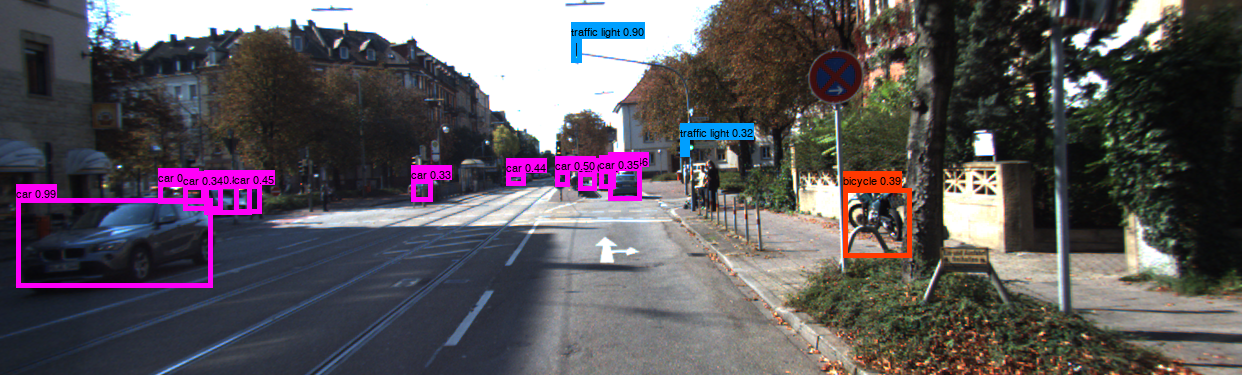 traffic light 0.90
traffic light 0.32
car 0.44
car 0.50
car 0.35
car 0.33
car 0.34
car 0.45
bicycle 0.39
car 0.99